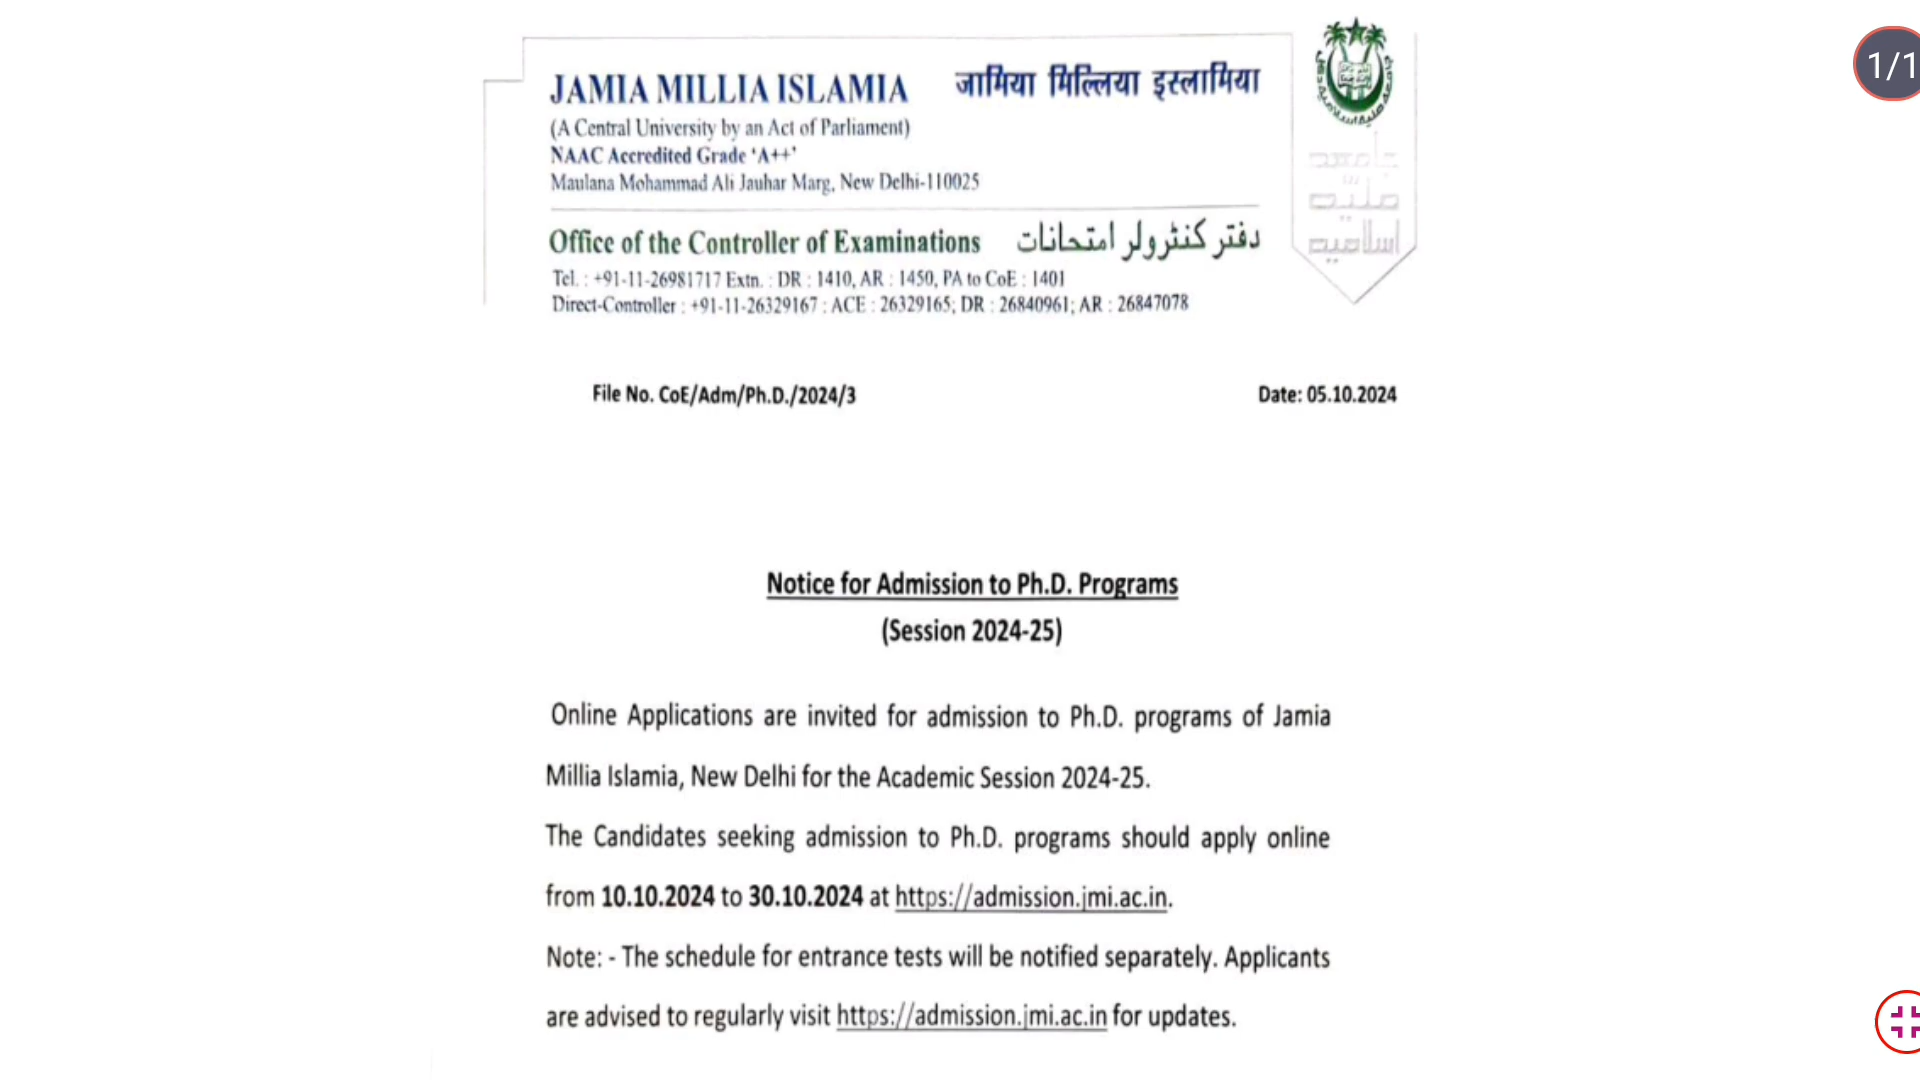 JAMIA MILLIA ISLAMIA जामिया मिल्लिया इस्लामिया
(A Central University by an Act of Parliament)
NAAC Accredited Grade ‘A++’
Maulana Mohammad Ali Jauhar Marg, New Delhi-110025
جامعہ
ملیہ
اسلامیہ
Office of the Controller of Examinations دفتر کنٹرولر امتحانات
Tel. : +91-11-26981717 Extn. : DR : 1410, AR : 1450, PA to CoE : 1401
Direct-Controller : +91-11-26329167 : ACE : 26329165; DR : 26840961; AR : 26847078
File No. CoE/Adm/Ph.D./2024/3 Date: 05.10.2024
Notice for Admission to Ph.D. Programs
(Session 2024-25)
Online Applications are invited for admission to Ph.D. programs of Jamia
Millia Islamia, New Delhi for the Academic Session 2024-25.
The Candidates seeking admission to Ph.D. programs should apply online
from 10.10.2024 to 30.10.2024 at https://admission.jmi.ac.in.
Note: - The schedule for entrance tests will be notified separately. Applicants
are advised to regularly visit https://admission.jmi.ac.in for updates.
1/1